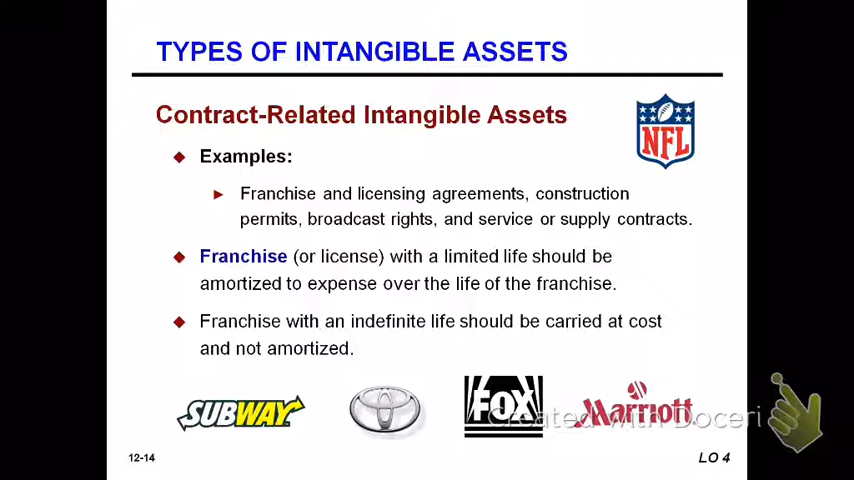 TYPES OF INTANGIBLE ASSETS
Contract-Related Intangible Assets
NFL
Examples:
Franchise and licensing agreements, construction
permits, broadcast rights, and service or supply contracts.
Franchise (or license) with a limited life should be
amortized to expense over the life of the franchise.
Franchise with an indefinite life should be carried at cost
and not amortized.
SUBWAY
FOX
Marriott
Created with Doceri
12-14
LO 4